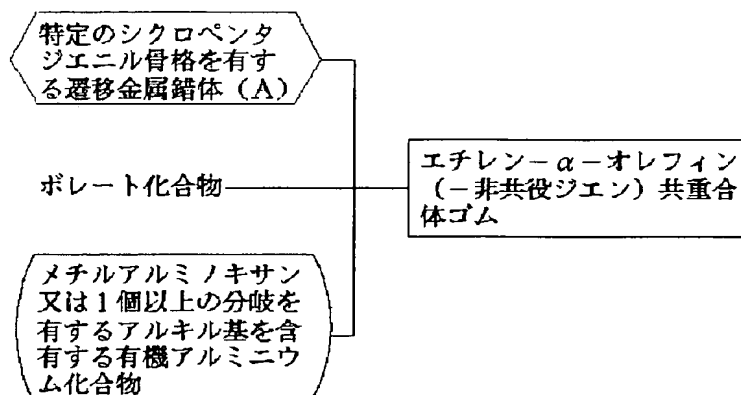 特定のシクロペンタ
ジエニル骨格を有す
る遷移金属錯体（A）
ボレート化合物
エチレン－α－オレフィン
（－非共役ジエン）共重合
体ゴム
メチルアルミノキサン
又は1個以上の分岐を
有するアルキル基を含
有する有機アルミニウ
ム化合物